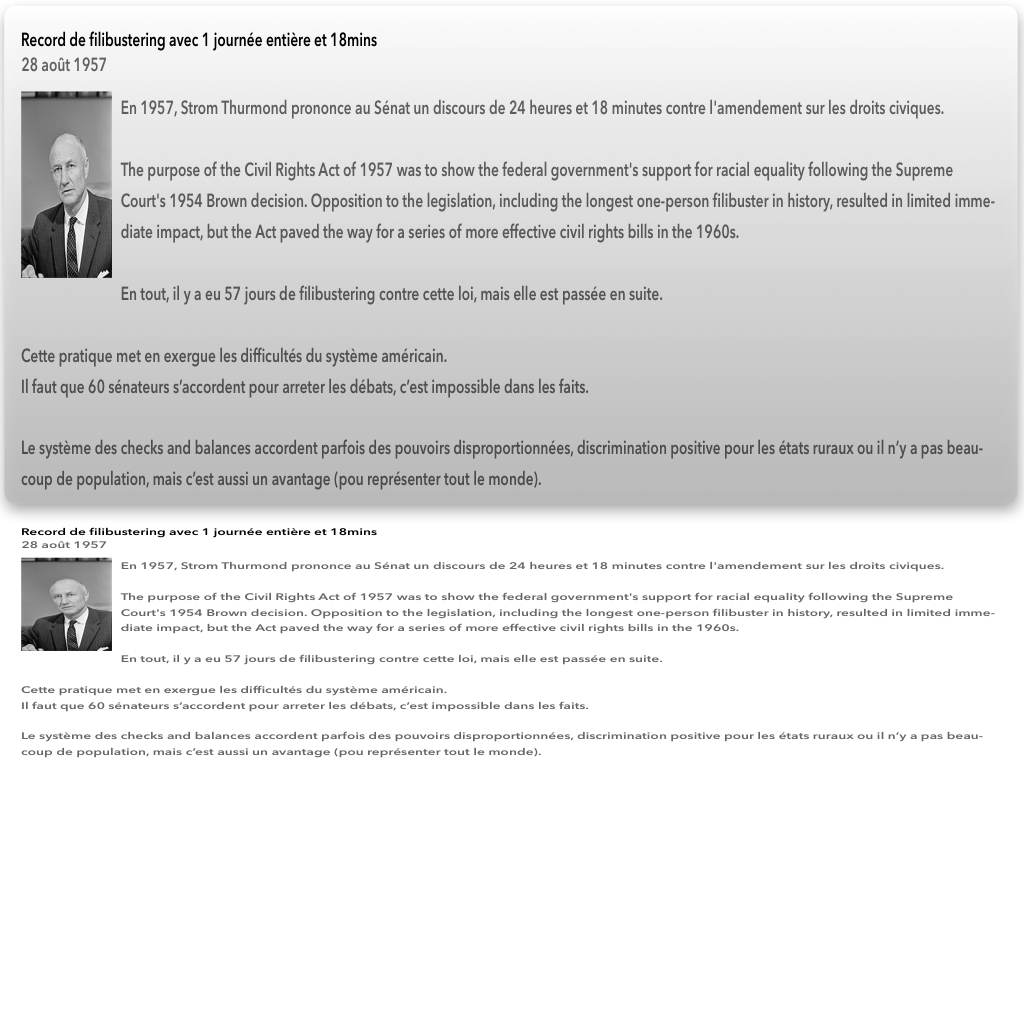 Record de filibustering avec 1 journée entière et 18mins
28 août 1957
En 1957, Strom Thurmond prononce au Sénat un discours de 24 heures et 18 minutes contre l'amendement sur les droits civiques.
The purpose of the Civil Rights Act of 1957 was to show the federal government's support for racial equality following the Supreme
Court's 1954 Brown decision. Opposition to the legislation, including the longest one-person filibuster in history, resulted in limited imme-
diate impact, but the Act paved the way for a series of more effective civil rights bills in the 1960s.
En tout, il y a eu 57 jours de filibustering contre cette loi, mais elle est passée en suite.
Cette pratique met en exergue les difficultés du système américain.
Il faut que 60 sénateurs s’accordent pour arreter les débats, c’est impossible dans les faits.
Le système des checks and balances accordent parfois des pouvoirs disproportionnées, discrimination positive pour les états ruraux ou il n’y a pas beau-
coup de population, mais c’est aussi un avantage (pou représenter tout le monde).
Record de filibustering avec 1 journée entière et 18mins
28 août 1957
En 1957, Strom Thurmond prononce au Sénat un discours de 24 heures et 18 minutes contre l'amendement sur les droits civiques.
The purpose of the Civil Rights Act of 1957 was to show the federal government's support for racial equality following the Supreme
Court's 1954 Brown decision. Opposition to the legislation, including the longest one-person filibuster in history, resulted in limited imme-
diate impact, but the Act paved the way for a series of more effective civil rights bills in the 1960s.
En tout, il y a eu 57 jours de filibustering contre cette loi, mais elle est passée en suite.
Cette pratique met en exergue les difficultés du système américain.
Il faut que 60 sénateurs s’accordent pour arreter les débats, c’est impossible dans les faits.
Le système des checks and balances accordent parfois des pouvoirs disproportionnées, discrimination positive pour les états ruraux ou il n’y a pas beau-
coup de population, mais c’est aussi un avantage (pou représenter tout le monde).